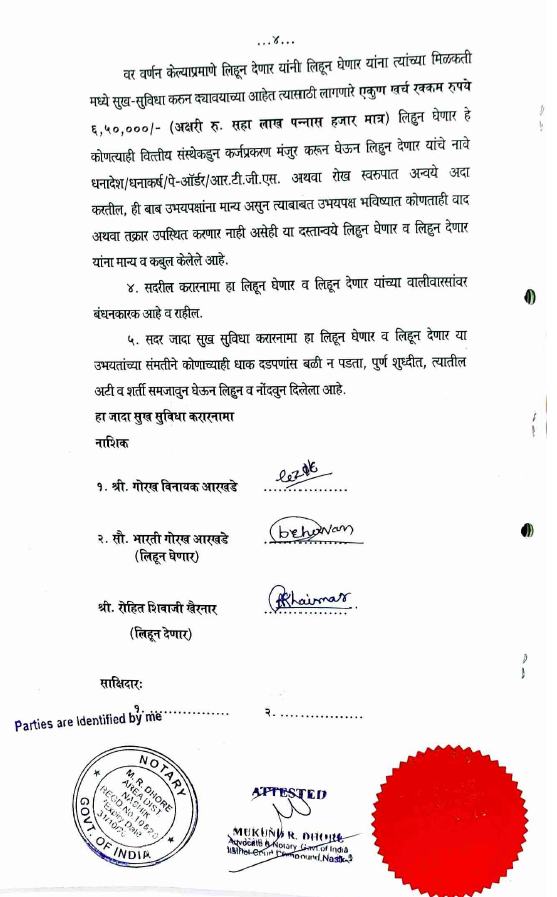 ...४...
वर वर्णन केल्याप्रमाणे लिहून देणार यांनी लिहून घेणार यांना त्यांच्या मिळकती
मध्ये सुख-सुविधा करुन द्यावयाच्या आहेत त्यासाठी लागणारे एकुण खर्च रक्कम रुपये
६,५०,०००/- (अक्षरी रु. सहा लाख पन्नास हजार मात्र) लिहुन घेणार हे
कोणत्याही वित्तीय संस्थेकडुन कर्जप्रकरण मंजुर करून घेऊन लिहुन देणार यांचे नावे
धनादेश/धनाकर्ष/पे-ऑर्डर/आर.टी.जी.एस. अथवा रोख स्वरुपात अन्वये अदा
करतील, ही बाब उभयपक्षांना मान्य असुन त्याबाबत उभयपक्ष भविष्यात कोणताही वाद
अथवा तक्रार उपस्थित करणार नाही असेही या दस्तान्वये लिहुन घेणार व लिहुन देणार
यांना मान्य व कबुल केलेले आहे.
४. सदरील करारनामा हा लिहून घेणार व लिहून देणार यांच्या वालीवारसांवर
बंधनकारक आहे व राहील.
५. सदर जादा सुख सुविधा करारनामा हा लिहून घेणार व लिहून देणार या
उभयतांच्या संमतीने कोणाच्याही धाक दडपणांस बळी न पडता, पुर्ण शुध्दीत, त्यातील
अटी व शर्ती समजावुन घेऊन लिहुन व नोंदवुन दिलेला आहे.
हा जादा सुख सुविधा करारनामा
नाशिक
१. श्री. गोरख विनायक आरखडे ................
२. सौ. भारती गोरख आरखडे ................
(लिहून घेणार)
श्री. रोहित शिवाजी खैरनार ................
(लिहून देणार)
साक्षिदार:
१. ................ २. ................
Parties are Identified by me
NOTARY
M. R. DHORE
AREA DIST
NASHIK
REGD No
Expiry Date
GOVT. OF INDIA
ATTESTED
MUKUND R. DHORE
Advocate & Notary Govt of India
Court Compound, Nashik